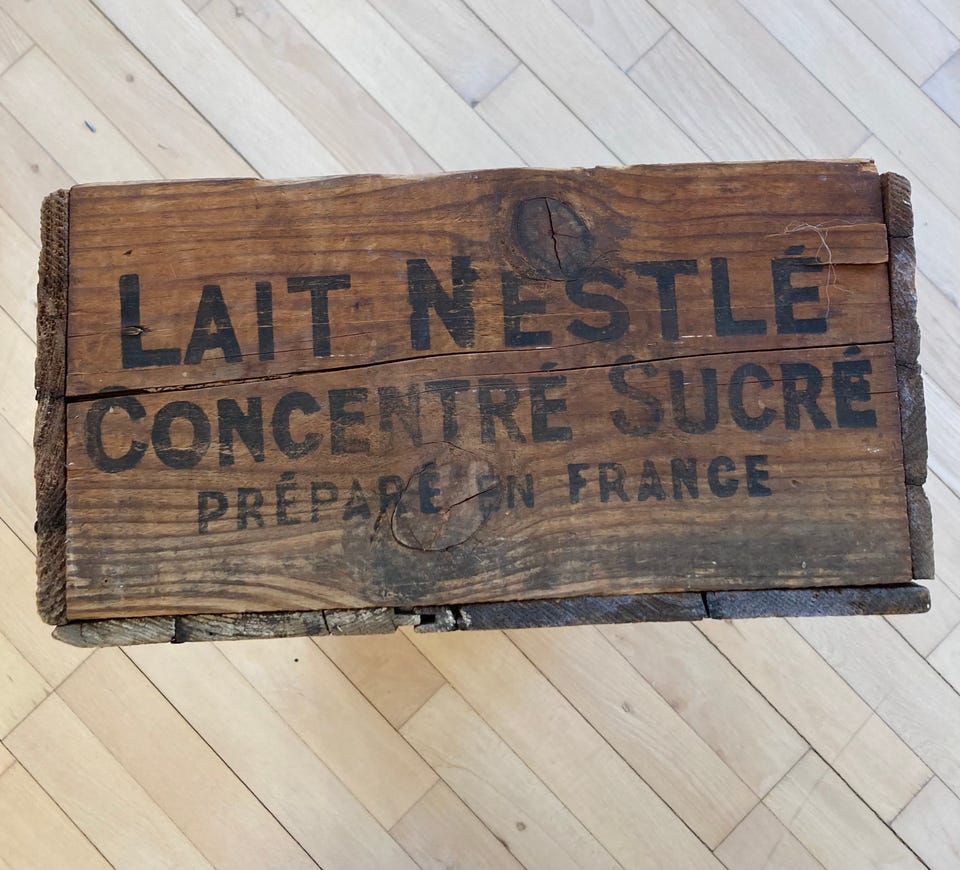 LAIT NESTLÉ
CONCENTRÉ SUCRÉ
PRÉPARÉ EN FRANCE